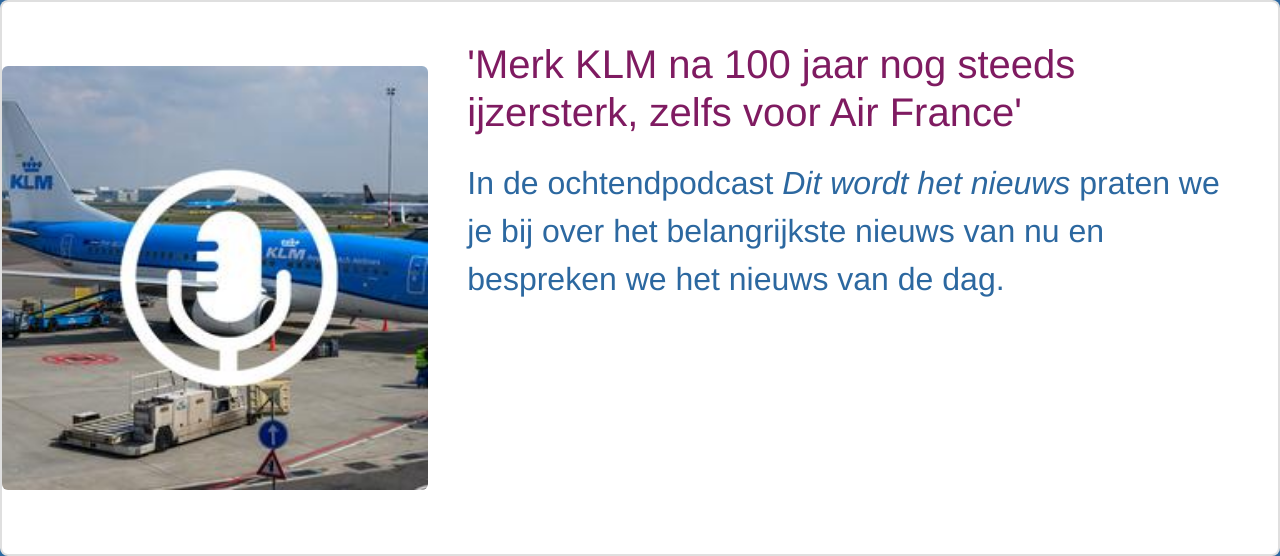 'Merk KLM na 100 jaar nog steeds
ijzersterk, zelfs voor Air France'
In de ochtendpodcast Dit wordt het nieuws praten we
je bij over het belangrijkste nieuws van nu en
bespreken we het nieuws van de dag.
KLM
KLM